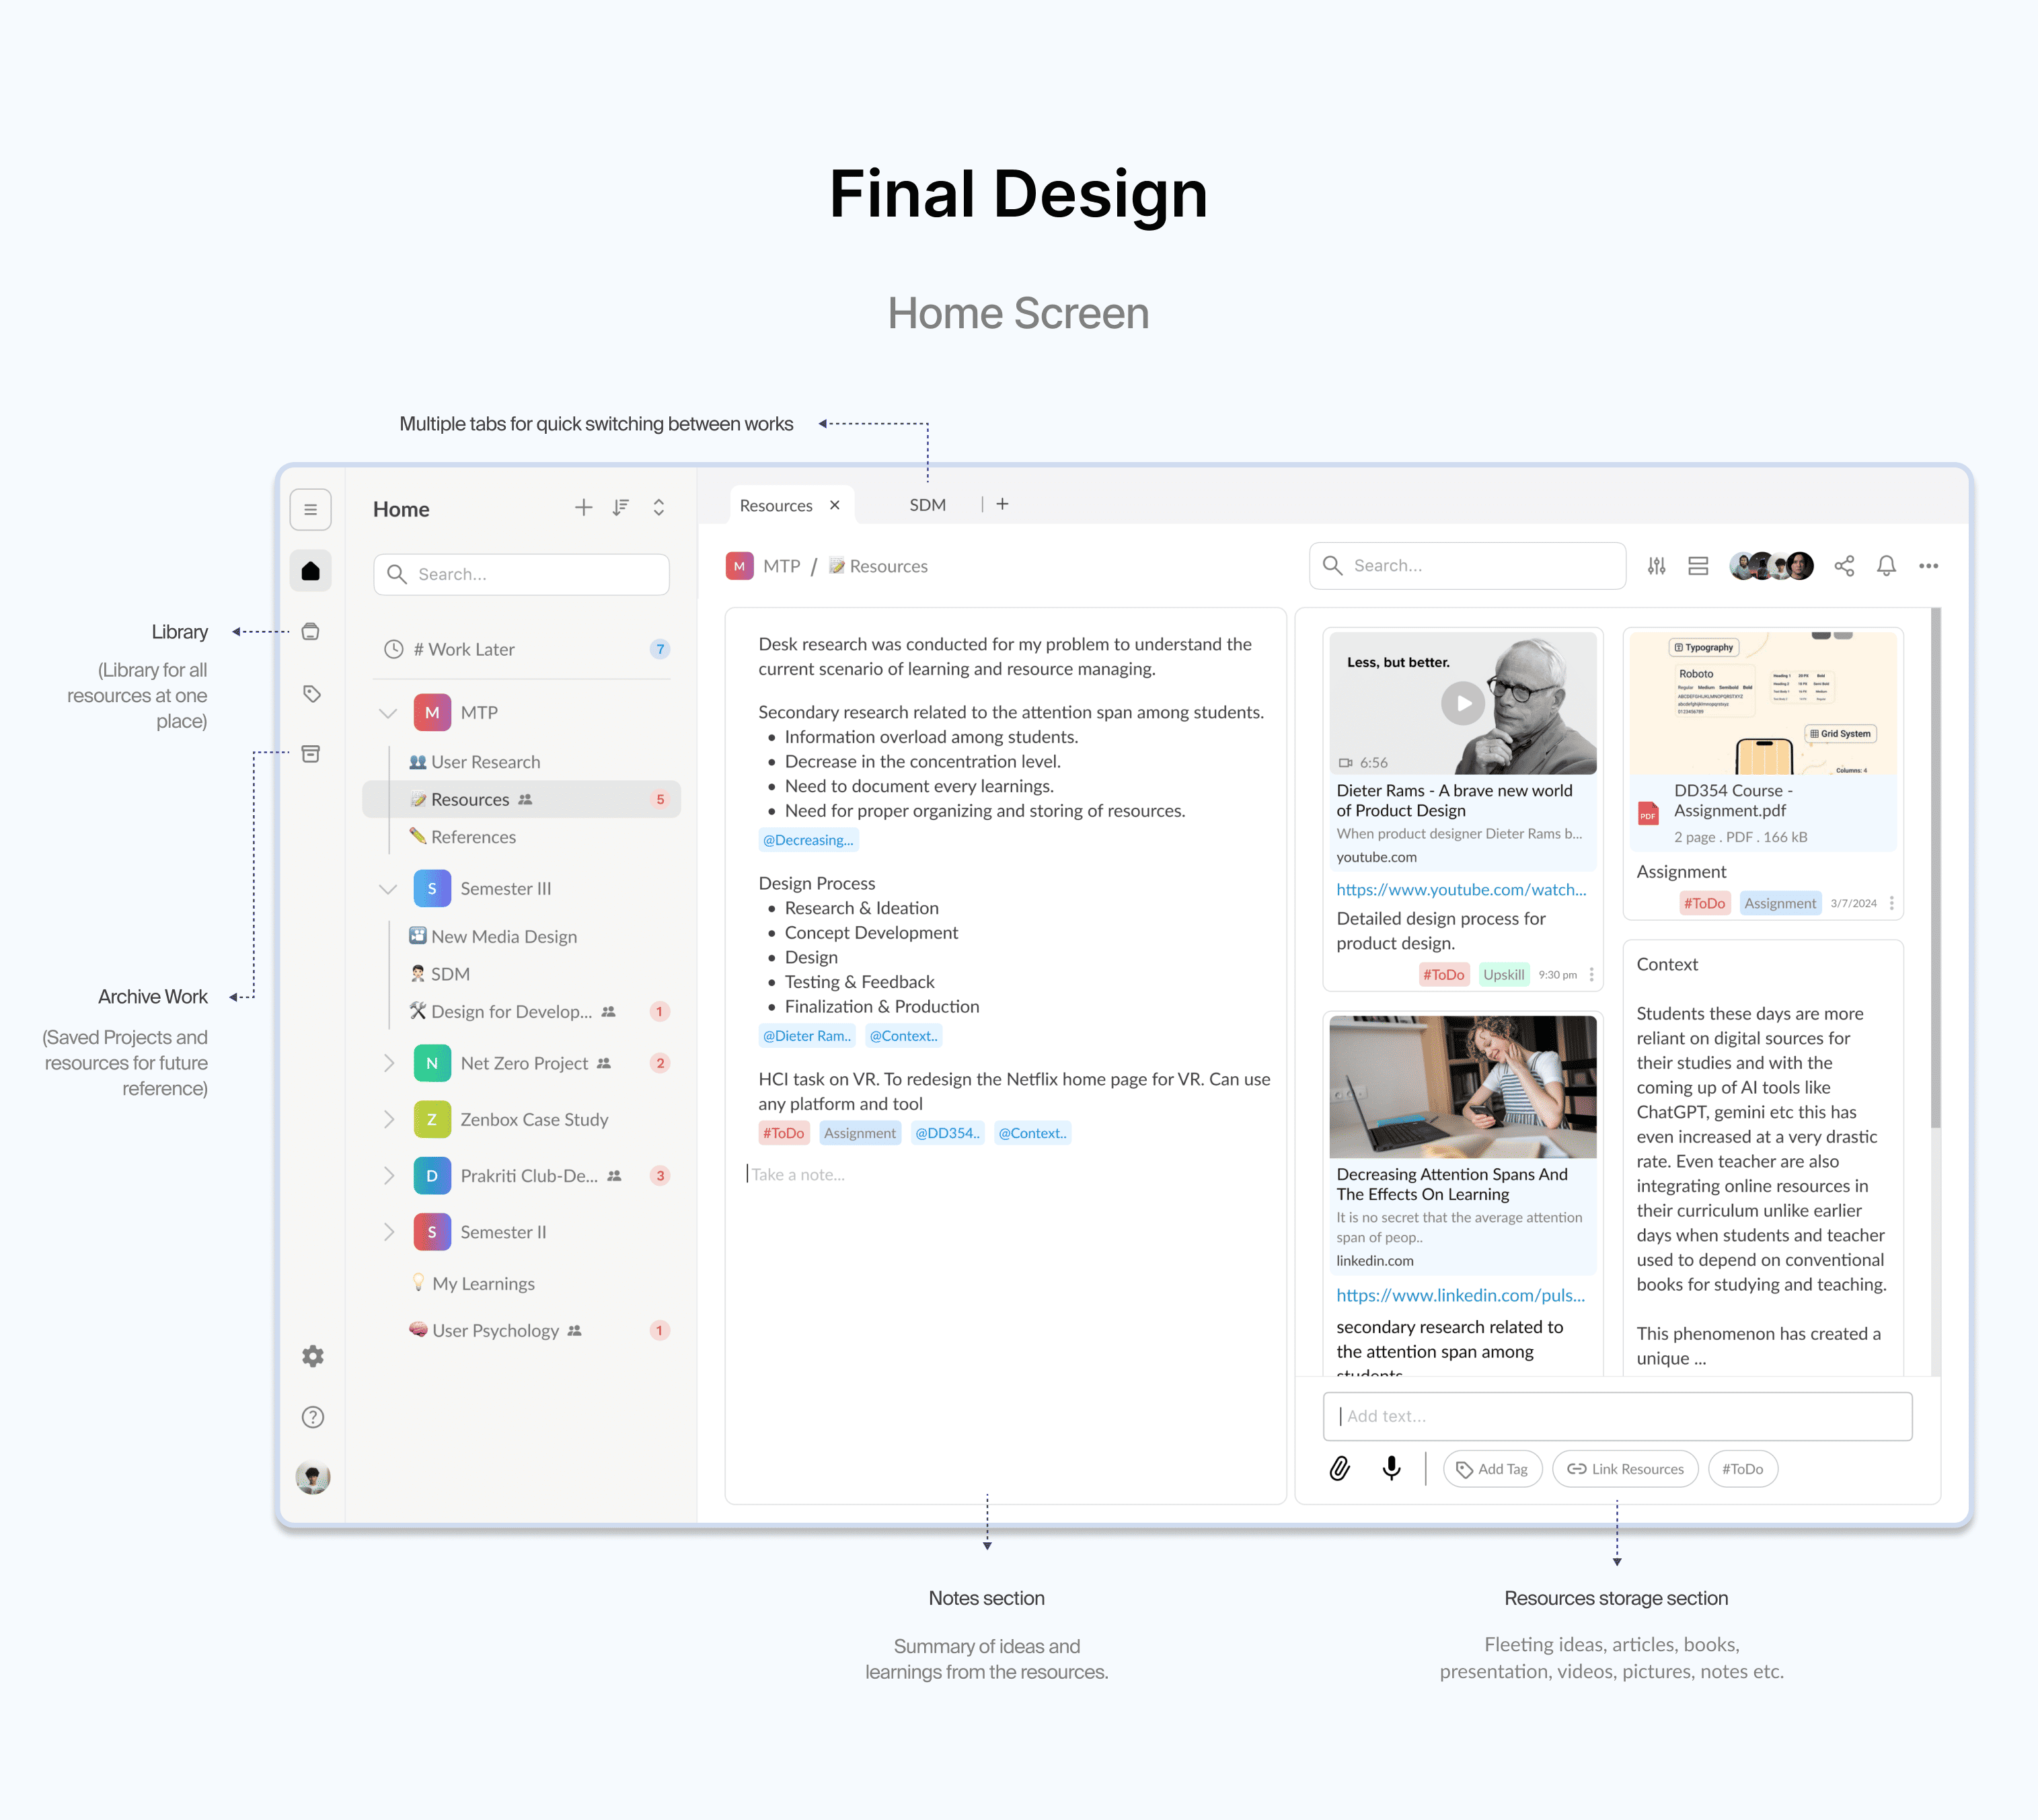 Final Design
Home Screen
Multiple tabs for quick switching between works
Library
(Library for all
resources at one
place)
Archive Work
(Saved Projects and
resources for future
reference)
Home
Search...
# Work Later 7
M MTP
User Research
Resources 5
References
S Semester III
New Media Design
SDM
Design for Develop... 1
N Net Zero Project 2
Z Zenbox Case Study
D Prakriti Club-De... 3
S Semester II
My Learnings
User Psychology 1
Resources × SDM | +
M MTP / Resources
Search...
Desk research was conducted for my problem to understand the
current scenario of learning and resource managing.
Secondary research related to the attention span among students.
• Information overload among students.
• Decrease in the concentration level.
• Need to document every learnings.
• Need for proper organizing and storing of resources.
@Decreasing...
Design Process
• Research & Ideation
• Concept Development
• Design
• Testing & Feedback
• Finalization & Production
@Dieter Ram.. @Context..
HCI task on VR. To redesign the Netflix home page for VR. Can use
any platform and tool
#ToDo Assignment @DD354.. @Context..
Take a note...
Less, but better.
6:56
Dieter Rams - A brave new world
of Product Design
When product designer Dieter Rams b...
youtube.com
https://www.youtube.com/watch...
Detailed design process for
product design.
#ToDo Upskill 9:30 pm
Decreasing Attention Spans And
The Effects On Learning
It is no secret that the average attention
span of peop..
linkedin.com
https://www.linkedin.com/puls...
secondary research related to
the attention span among
students
Typography
Roboto
Regular Medium Semibold Bold
ABCDEFGHIJKLMNOPQRSTXYZ
abcdefghijklmnopqrstxyz
0123456789
Grid System
Columns: 4
PDF
DD354 Course -
Assignment.pdf
2 page . PDF . 166 kB
Assignment
#ToDo Assignment 3/7/2024
Context
Students these days are more
reliant on digital sources for
their studies and with the
coming up of AI tools like
ChatGPT, gemini etc this has
even increased at a very drastic
rate. Even teacher are also
integrating online resources in
their curriculum unlike earlier
days when students and teacher
used to depend on conventional
books for studying and teaching.
This phenomenon has created a
unique ...
Add text...
Add Tag Link Resources #ToDo
Notes section
Summary of ideas and
learnings from the resources.
Resources storage section
Fleeting ideas, articles, books,
presentation, videos, pictures, notes etc.